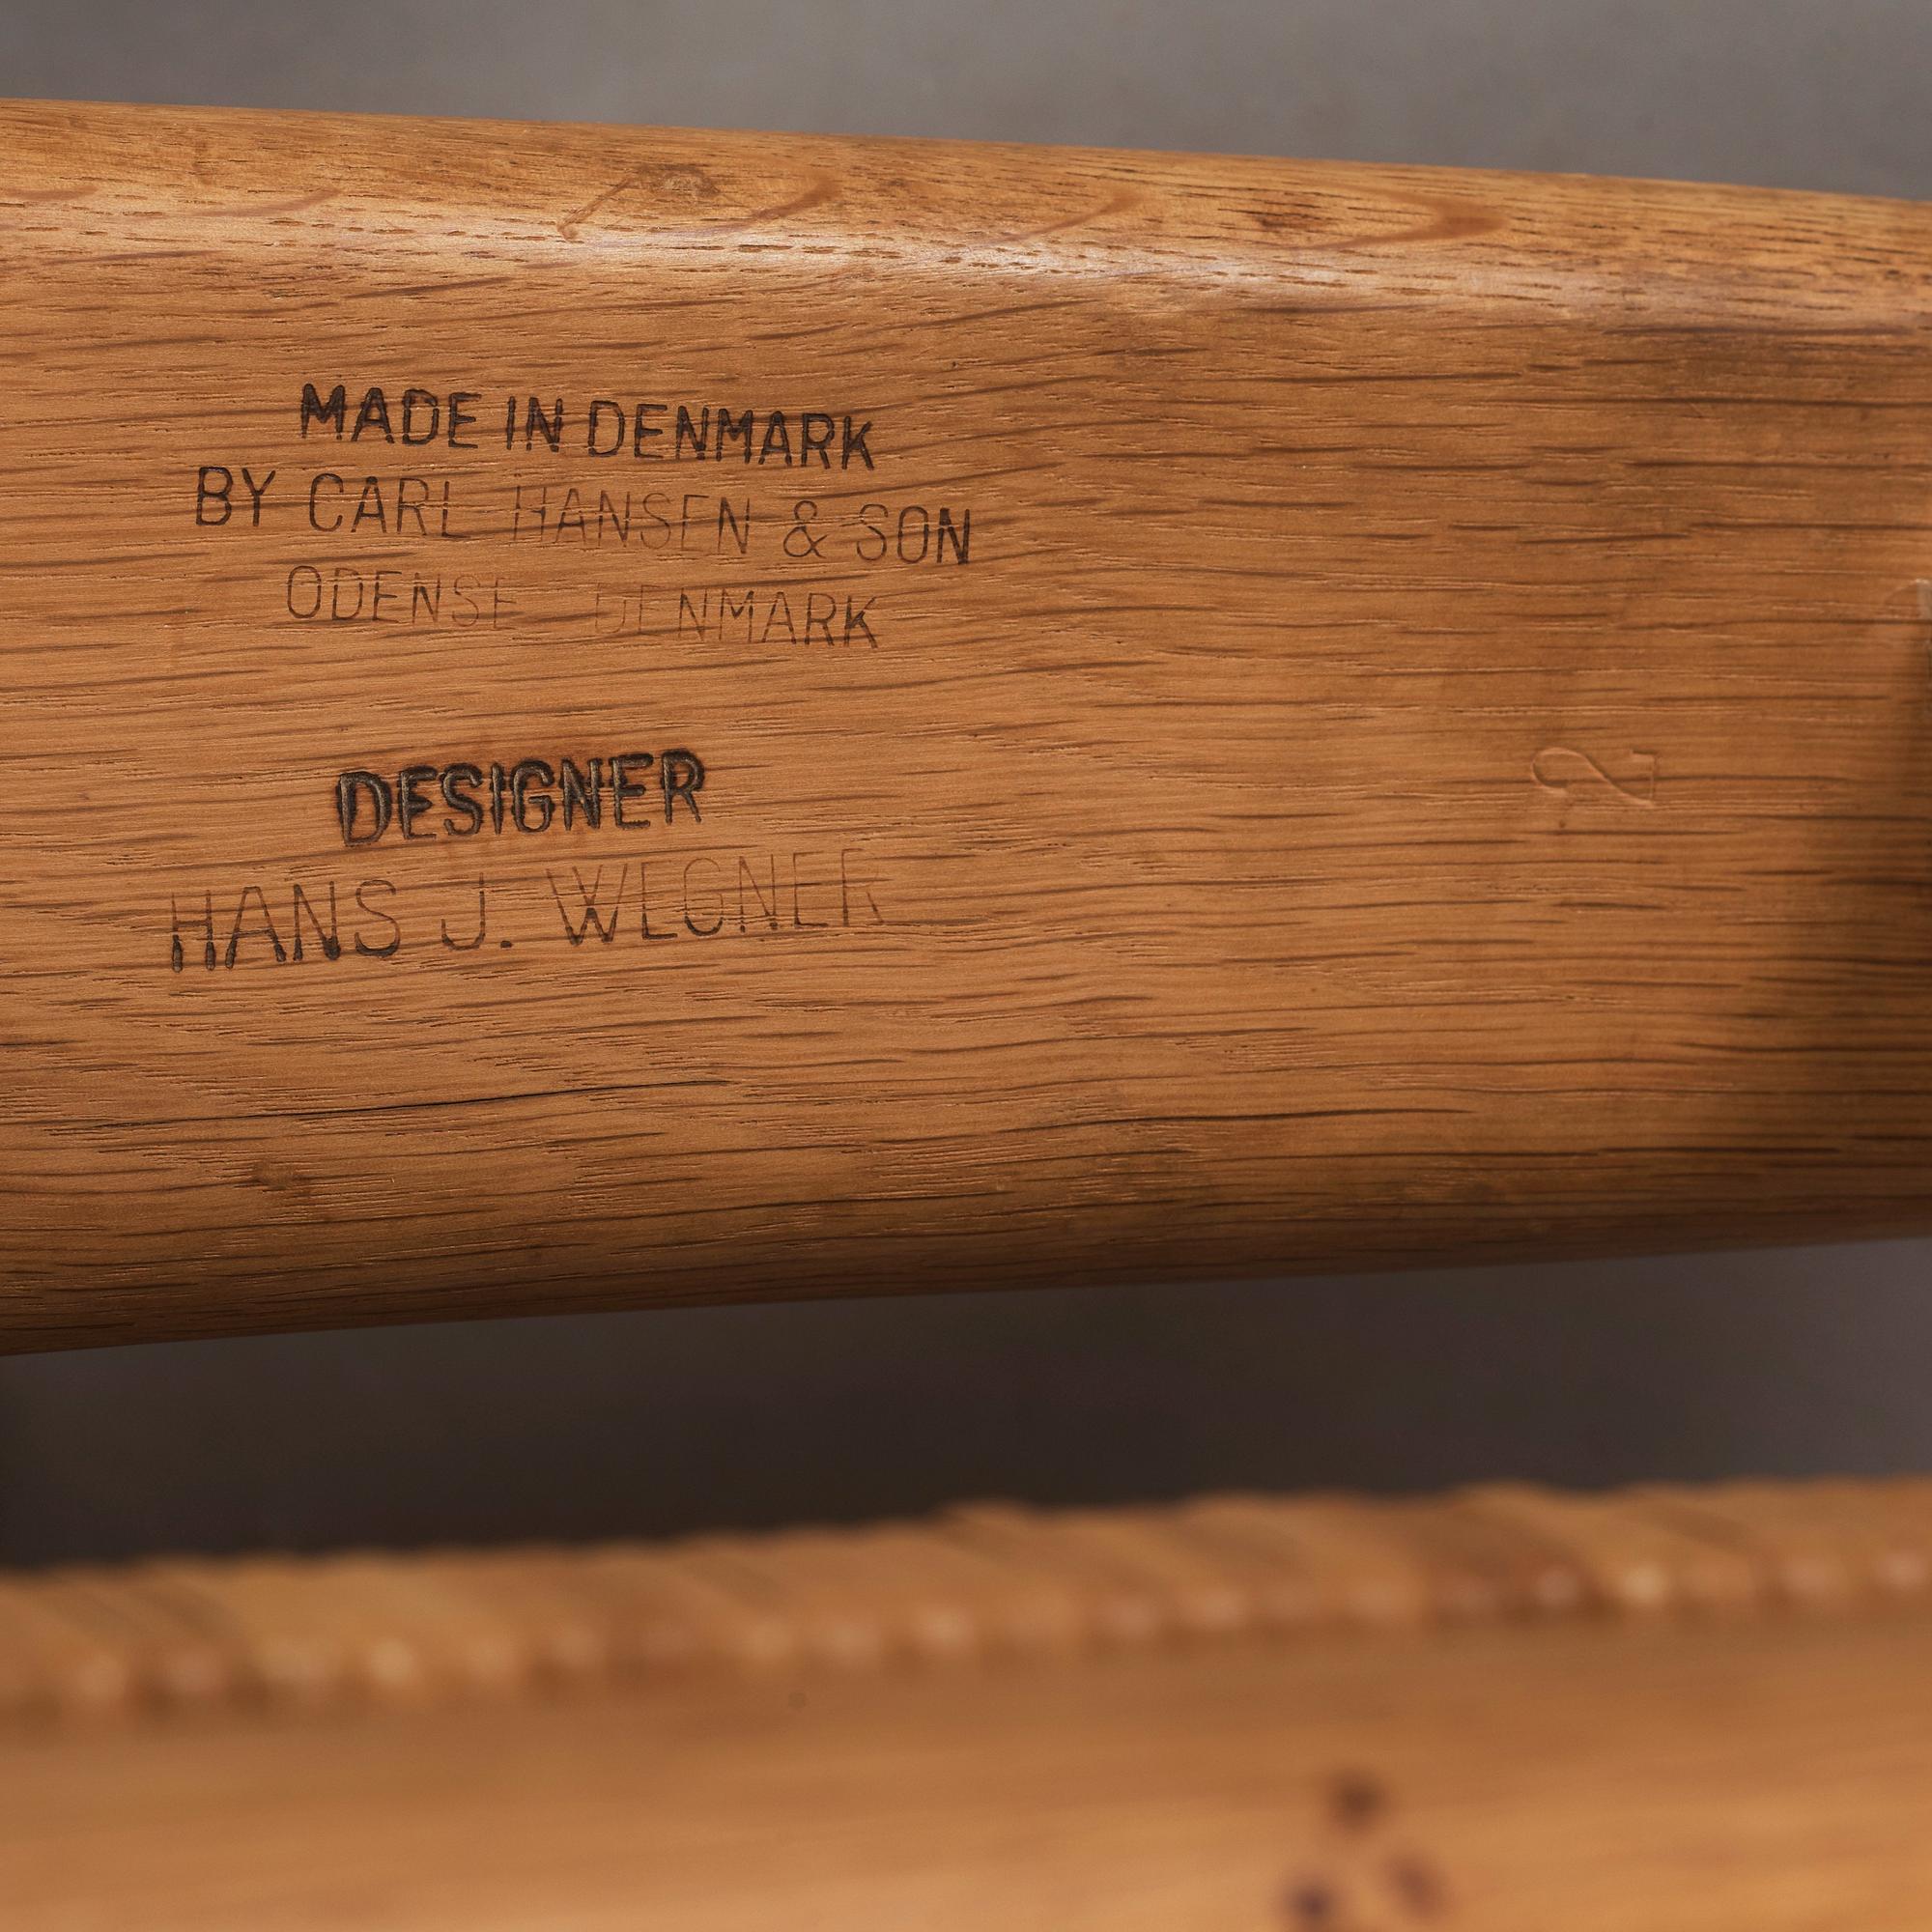 MADE IN DENMARK
BY CARL HANSEN & SON
ODENSE DENMARK
DESIGNER
HANS J. WEGNER
2